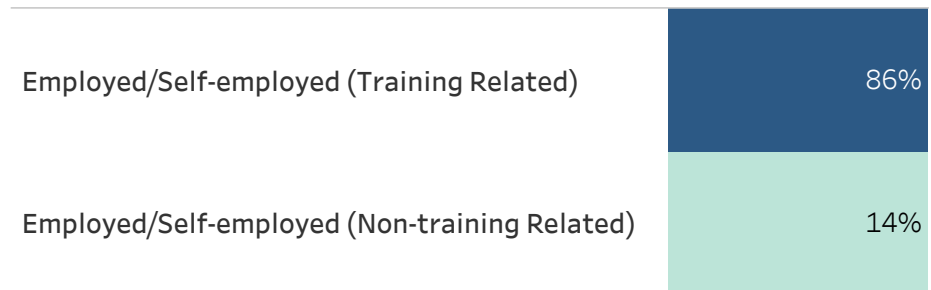 Employed/Self-employed (Training Related) 86%
Employed/Self-employed (Non-training Related) 14%